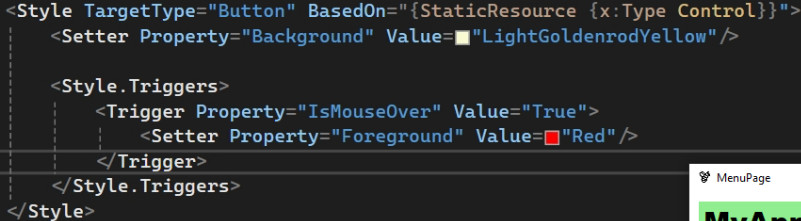 <Style TargetType="Button" BasedOn="{StaticResource {x:Type Control}}">
<Setter Property="Background" Value="LightGoldenrodYellow"/>
<Style.Triggers>
<Trigger Property="IsMouseOver" Value="True">
<Setter Property="Foreground" Value="Red"/>
</Trigger>
</Style.Triggers>
</Style>
MenuPage